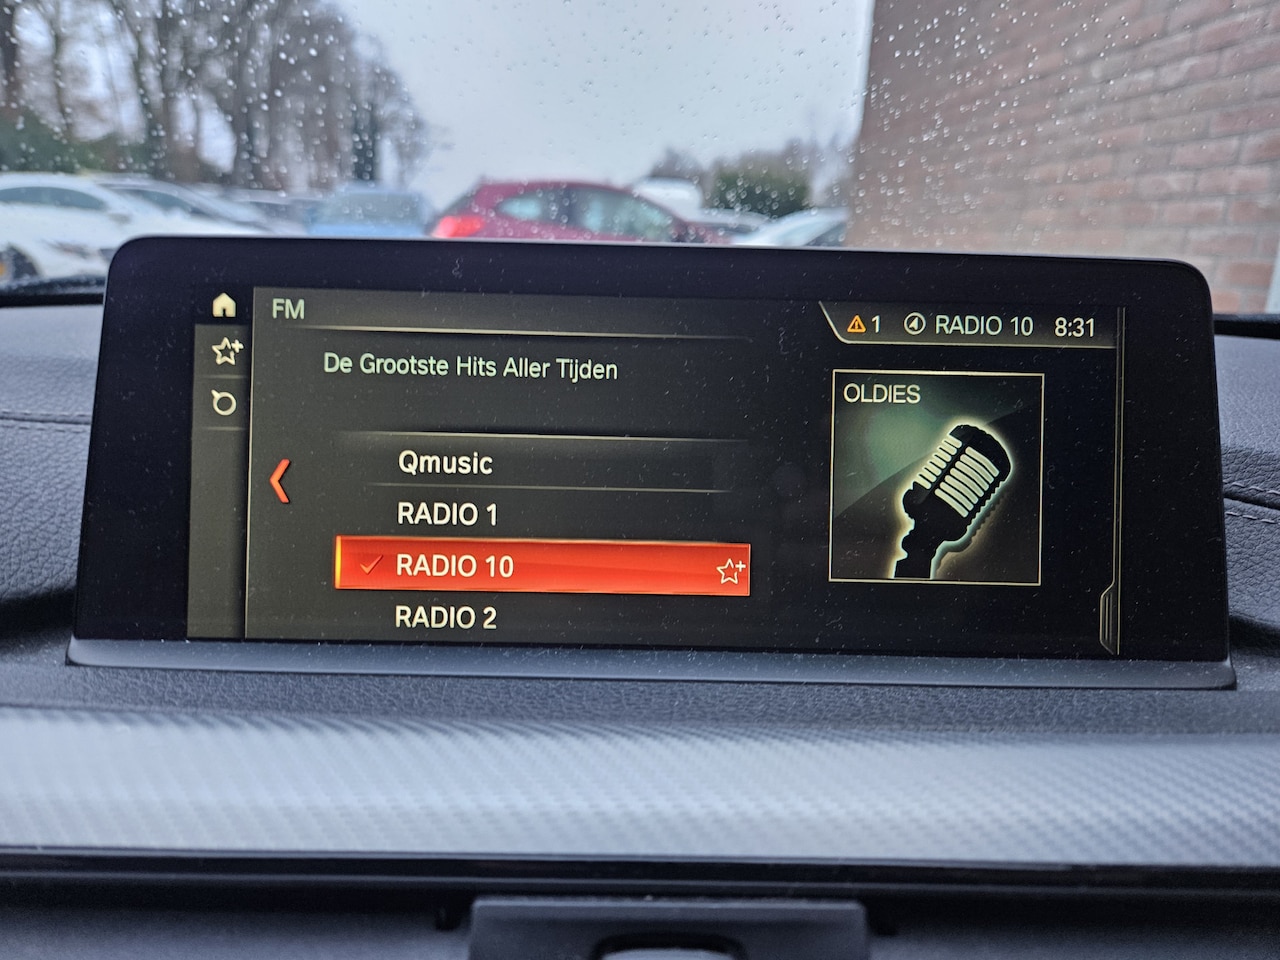 FM
1 RADIO 10 8:31
De Grootste Hits Aller Tijden
OLDIES
Qmusic
RADIO 1
RADIO 10
RADIO 2